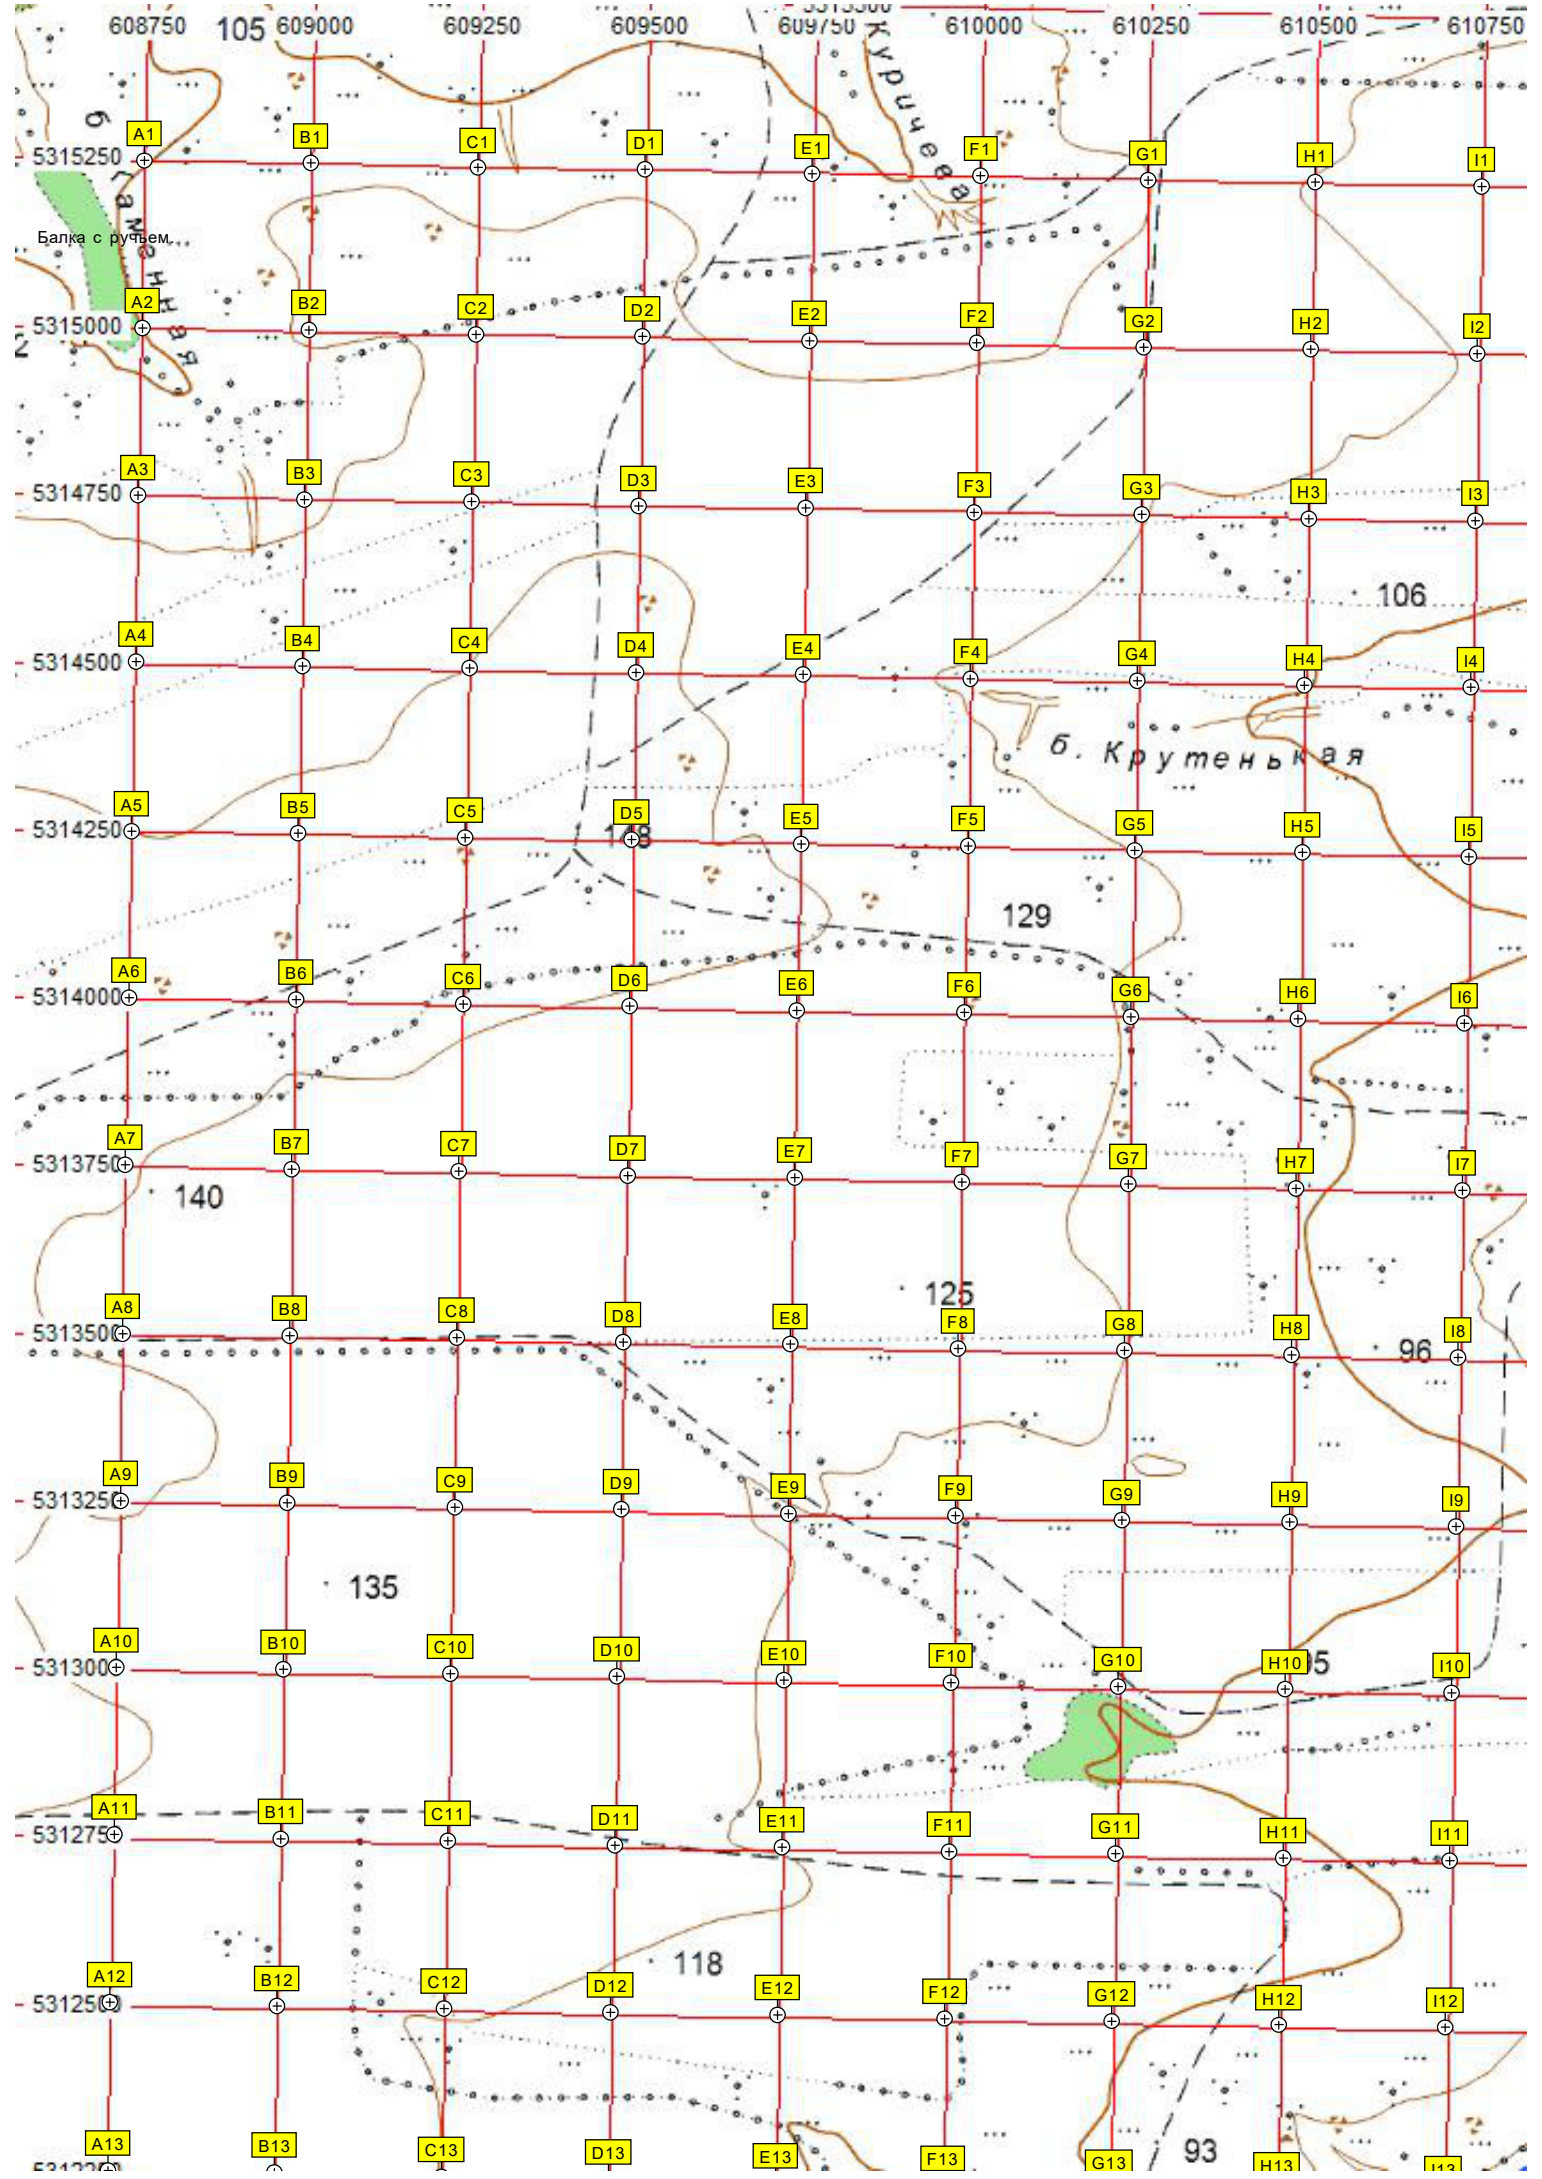 5315500
608750 105 609000 609250 609500 609750 610000 610250 610500 610750
Куричеева
б. Каменная
A1 B1 C1 D1 E1 F1 G1 H1 I1
5315250
Балка с ручьем
A2 B2 C2 D2 E2 F2 G2 H2 I2
5315000
A3 B3 C3 D3 E3 F3 G3 H3 I3
5314750
106
A4 B4 C4 D4 E4 F4 G4 H4 I4
5314500
б. Крутенькая
A5 B5 C5 D5 E5 F5 G5 H5 I5
5314250
148
129
A6 B6 C6 D6 E6 F6 G6 H6 I6
5314000
A7 B7 C7 D7 E7 F7 G7 H7 I7
5313750
140
125
A8 B8 C8 D8 E8 F8 G8 H8 I8
5313500
96
A9 B9 C9 D9 E9 F9 G9 H9 I9
5313250
135
A10 B10 C10 D10 E10 F10 G10 H10 I10
531300
A11 B11 C11 D11 E11 F11 G11 H11 I11
5312750
118
A12 B12 C12 D12 E12 F12 G12 H12 I12
5312500
A13 B13 C13 D13 E13 F13 G13 H13 I13
93